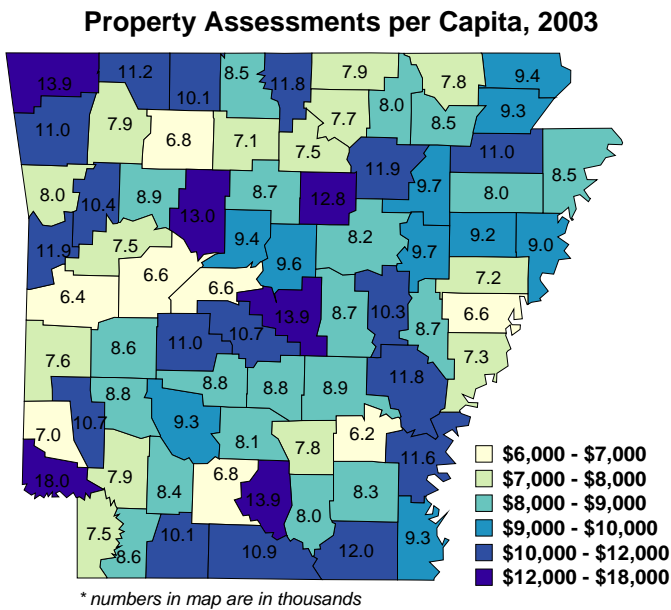 Property Assessments per Capita, 2003
13.9 11.2 10.1 8.5 11.8 7.9 7.8 9.4
11.0 7.9 6.8 7.1 7.5 7.7 8.0 8.5 9.3
8.0 10.4 8.9 13.0 8.7 12.8 11.9 9.7 11.0 8.0 8.5
11.9 7.5 9.4 9.6 8.2 9.7 9.2 9.0
6.4 6.6 6.6 13.9 8.7 10.3 8.7 7.2 6.6
7.6 8.6 11.0 10.7 8.8 8.8 8.9 11.8 7.3
7.0 10.7 8.8 9.3 8.1 7.8 6.2 11.6
18.0 7.9 8.4 6.8 13.9 8.0 8.3
7.5 8.6 10.1 10.9 12.0 9.3
$6,000 - $7,000
$7,000 - $8,000
$8,000 - $9,000
$9,000 - $10,000
$10,000 - $12,000
$12,000 - $18,000
* numbers in map are in thousands